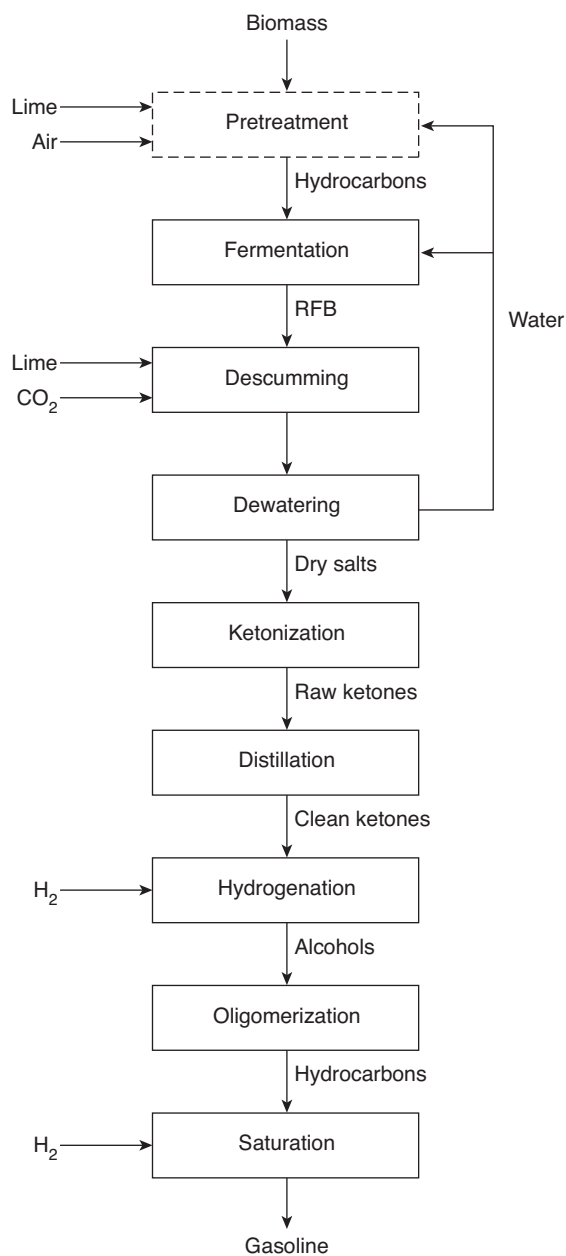 Biomass
Lime
Air
Pretreatment
Hydrocarbons
Fermentation
RFB
Water
Lime
CO₂
Descumming
Dewatering
Dry salts
Ketonization
Raw ketones
Distillation
Clean ketones
H₂
Hydrogenation
Alcohols
Oligomerization
Hydrocarbons
H₂
Saturation
Gasoline